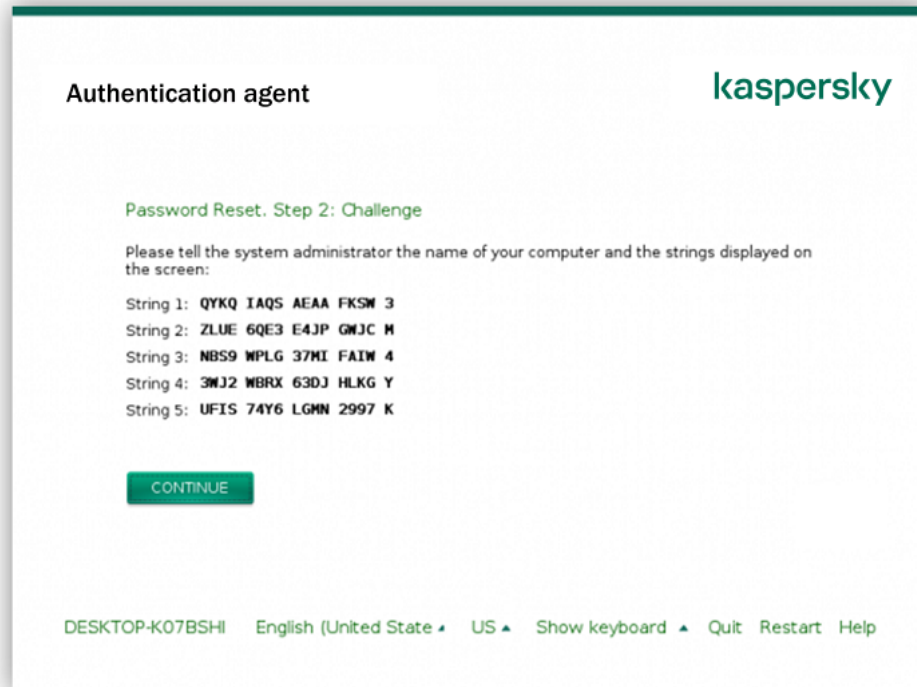 Authentication agent
kaspersky
Password Reset. Step 2: Challenge
Please tell the system administrator the name of your computer and the strings displayed on
the screen:
String 1: QYKQ IAQS AEAA FKSW 3
String 2: ZLUE 6QE3 E4JP GWJC M
String 3: NBS9 WPLG 37MI FAIW 4
String 4: 3WJ2 WBRX 63DJ HLKG Y
String 5: UFIS 74Y6 LGMN 2997 K
CONTINUE
DESKTOP-K07BSHI English (United State US Show keyboard Quit Restart Help